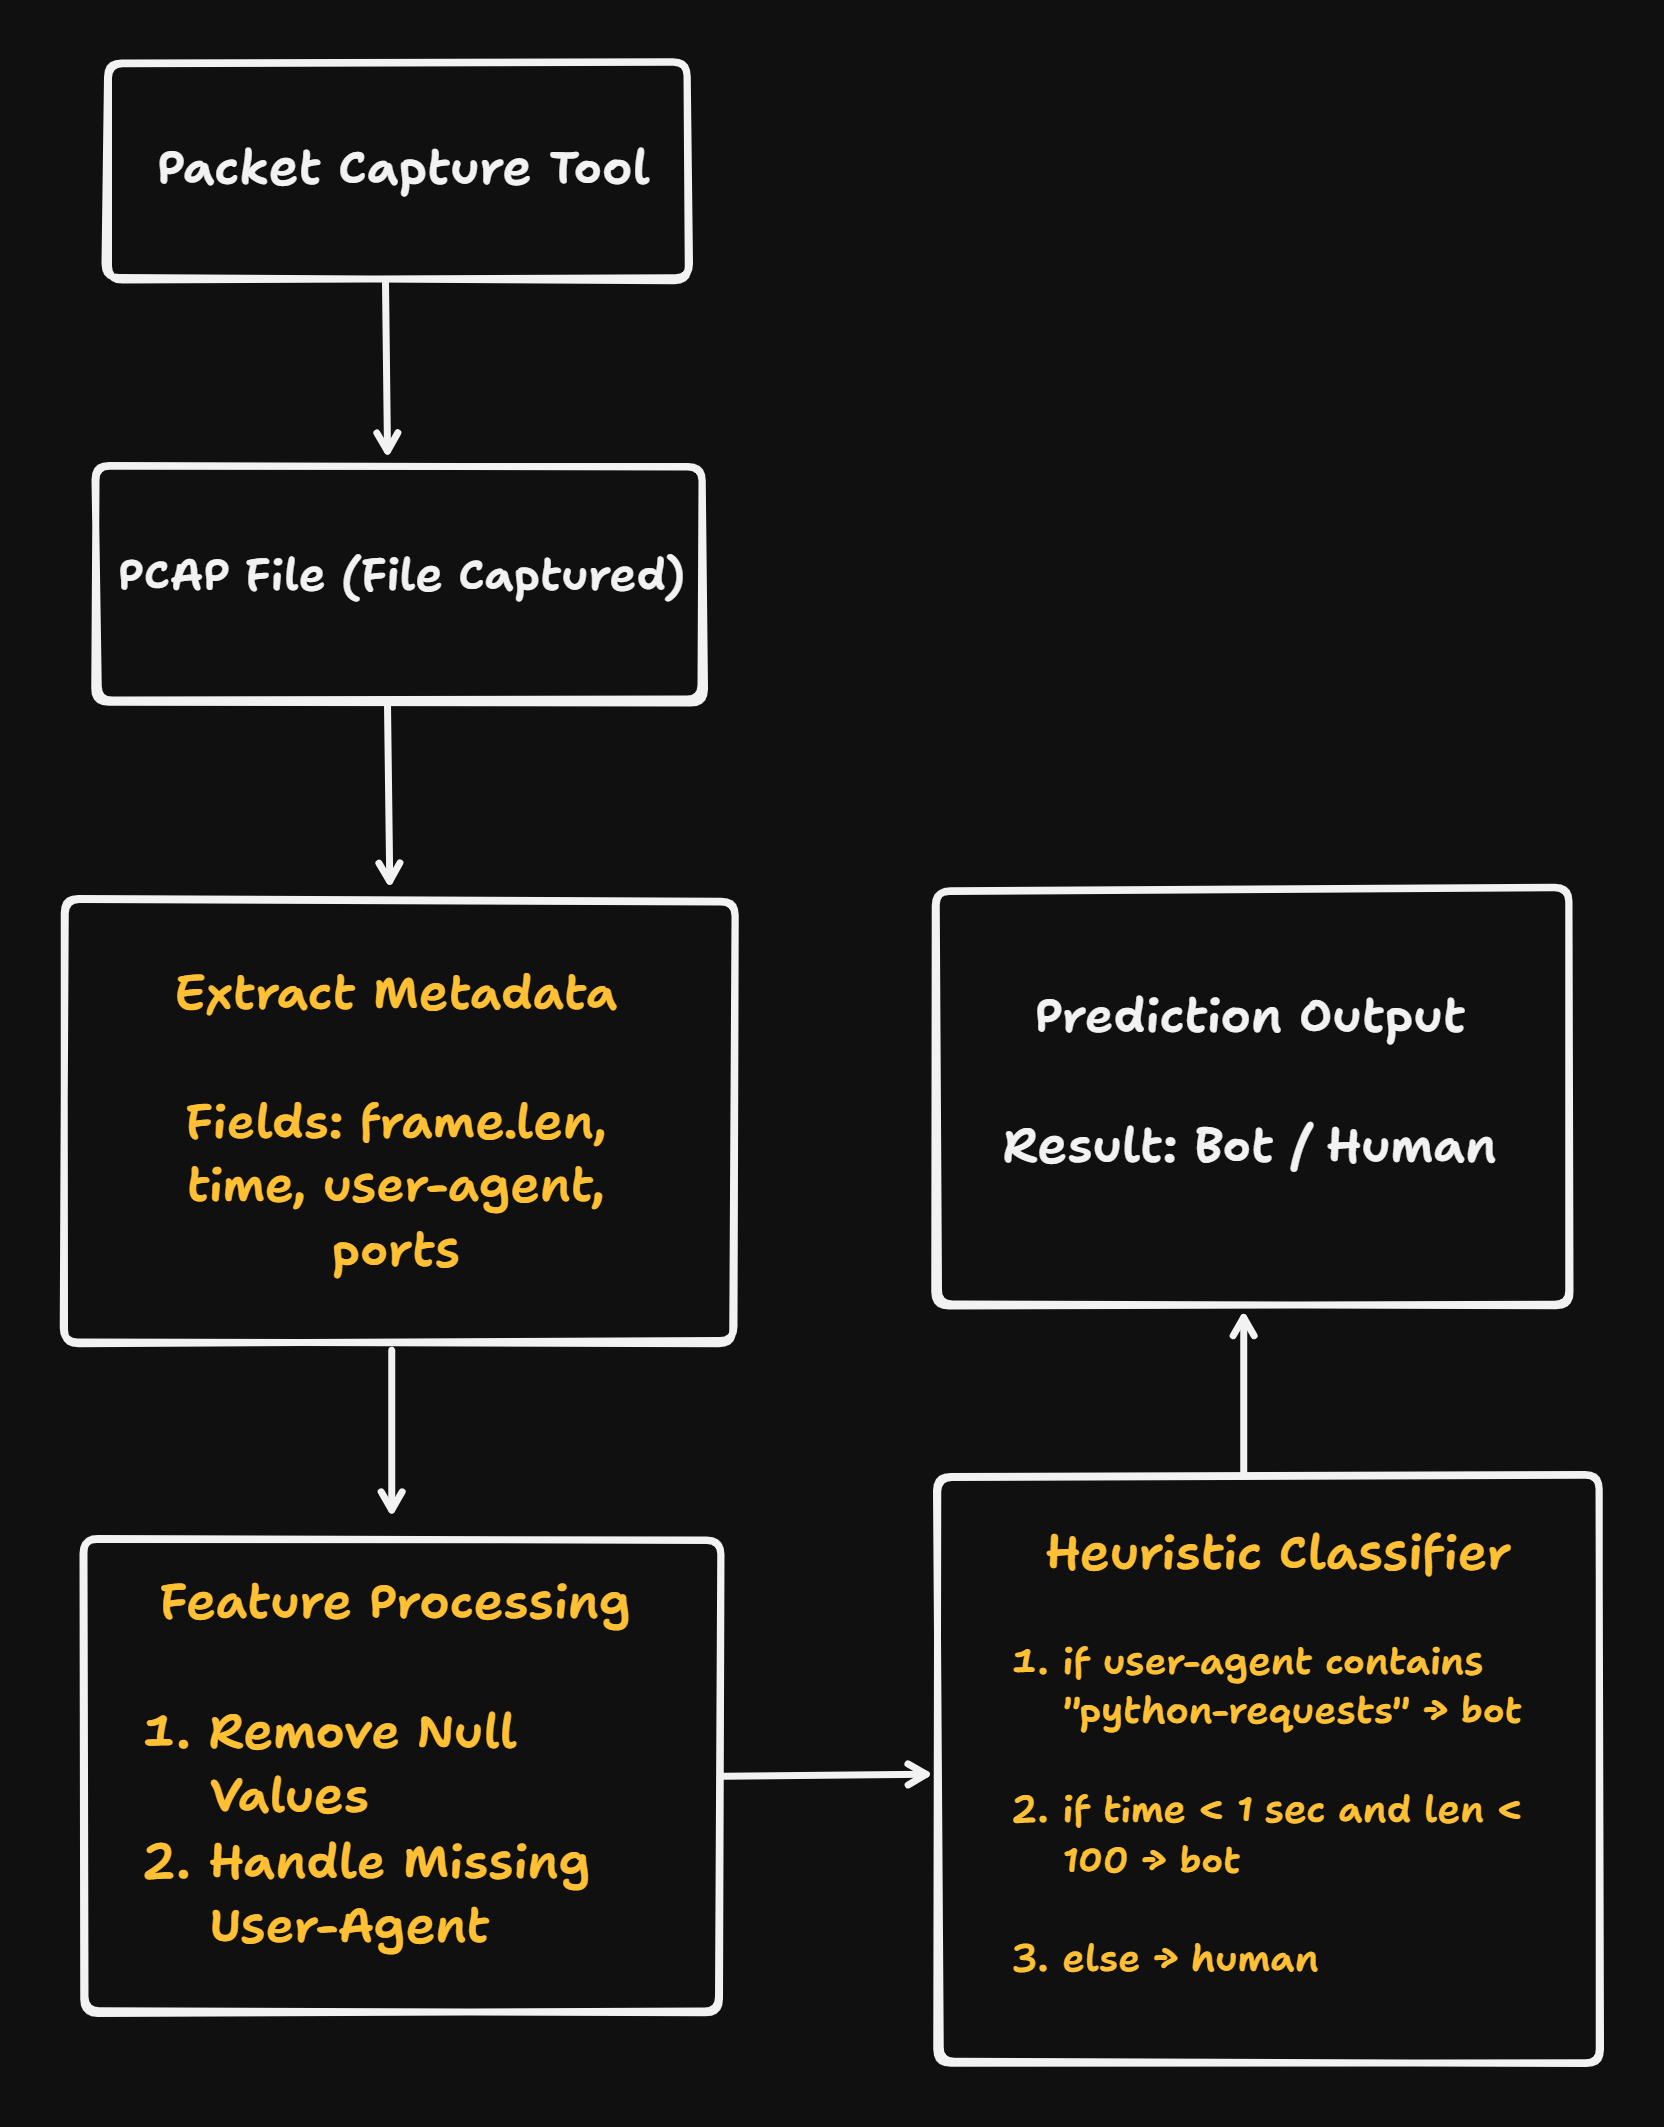 Packet Capture Tool
PCAP File (File Captured)
Extract Metadata
Fields: frame.len,
time, user-agent,
ports
Feature Processing
1. Remove Null
Values
2. Handle Missing
User-Agent
Heuristic Classifier
1. if user-agent contains
"python-requests" → bot
2. if time < 1 sec and len <
100 → bot
3. else → human
Prediction Output
Result: Bot / Human